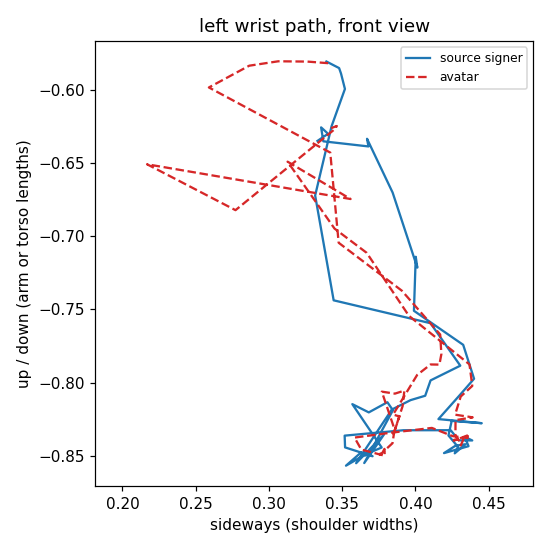 left wrist path, front view
source signer
avatar
up / down (arm or torso lengths)
−0.60
−0.65
−0.70
−0.75
−0.80
−0.85
0.20 0.25 0.30 0.35 0.40 0.45
sideways (shoulder widths)